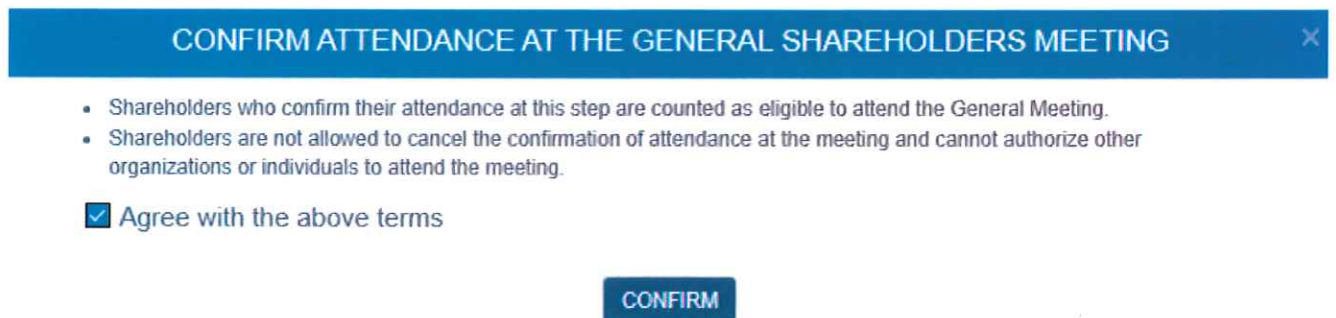 CONFIRM ATTENDANCE AT THE GENERAL SHAREHOLDERS MEETING
• Shareholders who confirm their attendance at this step are counted as eligible to attend the General Meeting.
• Shareholders are not allowed to cancel the confirmation of attendance at the meeting and cannot authorize other
organizations or individuals to attend the meeting.
Agree with the above terms
CONFIRM